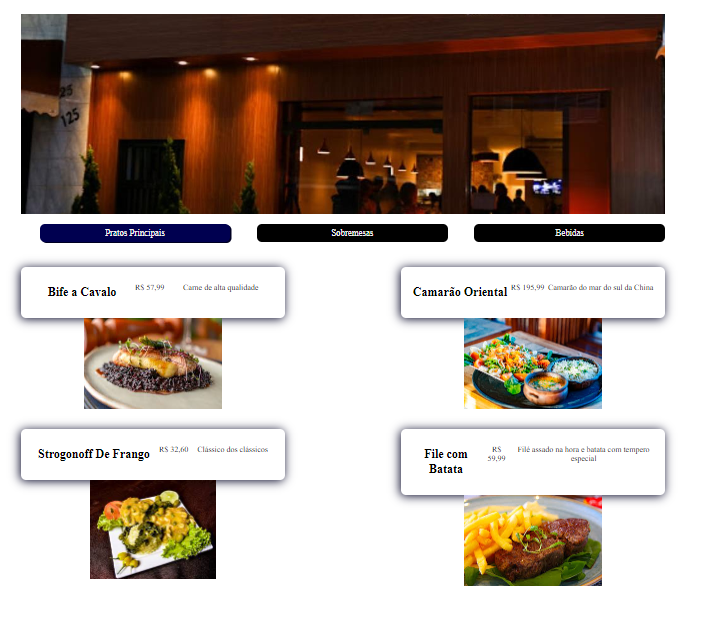 25
125
Pratos Principais
Sobremesas
Bebidas
Bife a Cavalo
R$ 57,99
Carne de alta qualidade
Camarão Oriental
R$ 195,99
Camarão do mar do sul da China
Strogonoff De Frango
R$ 32,60
Clássico dos clássicos
File com
Batata
R$
59,99
Filé assado na hora e batata com tempero
especial